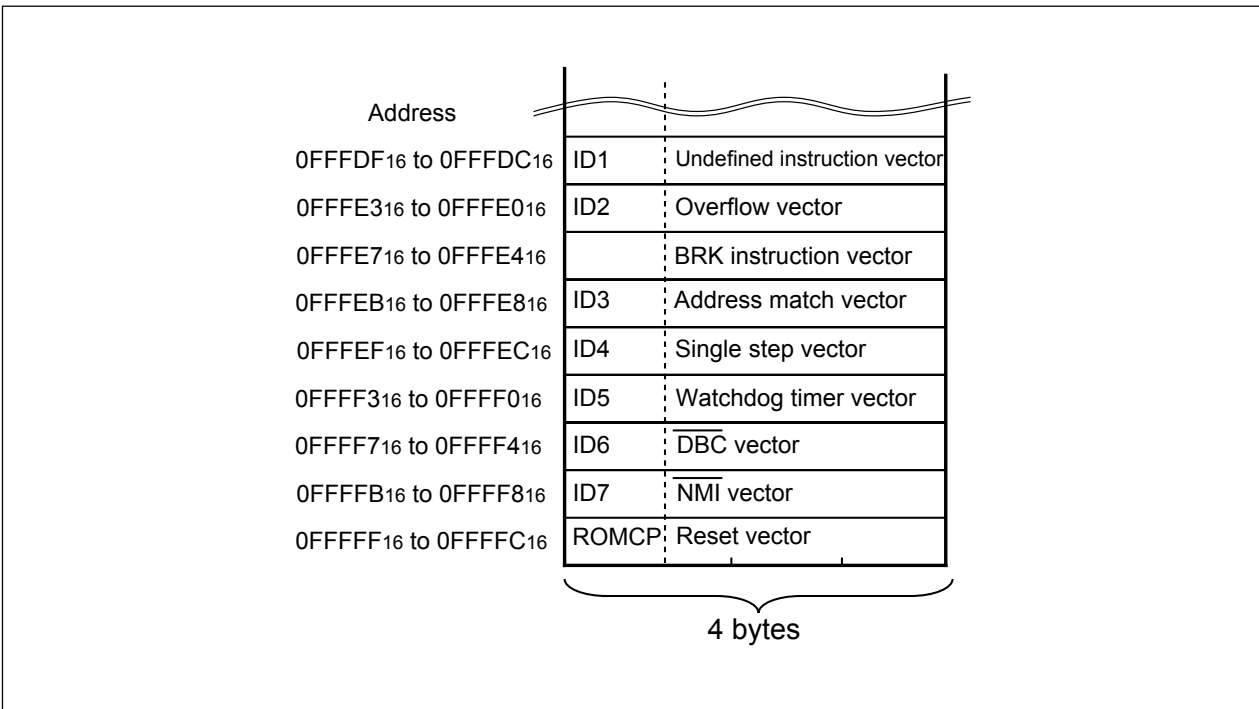 Address
0FFFDF16 to 0FFFDC16 ID1 Undefined instruction vector
0FFFE316 to 0FFFE016 ID2 Overflow vector
0FFFE716 to 0FFFE416 BRK instruction vector
0FFFEB16 to 0FFFE816 ID3 Address match vector
0FFFEF16 to 0FFFEC16 ID4 Single step vector
0FFFF316 to 0FFFF016 ID5 Watchdog timer vector
0FFFF716 to 0FFFF416 ID6 D̅B̅C̅ vector
0FFFFB16 to 0FFFF816 ID7 N̅M̅I̅ vector
0FFFFF16 to 0FFFFC16 ROMCP Reset vector
4 bytes